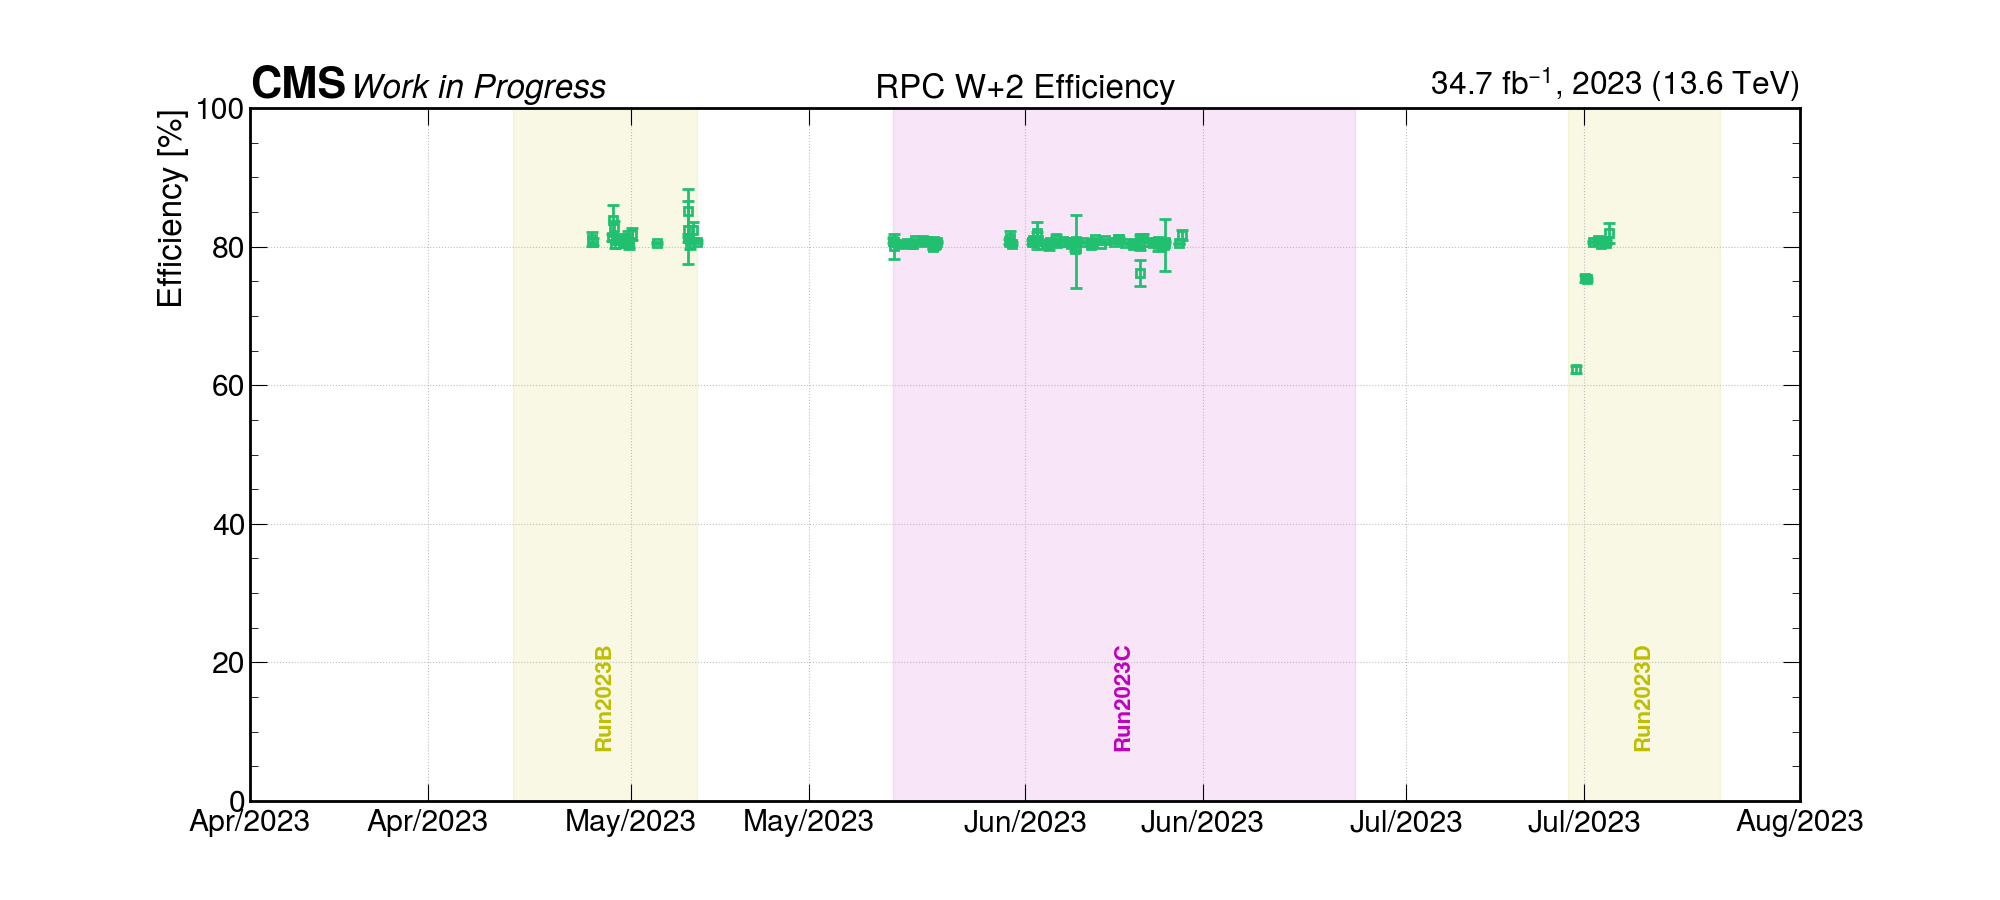 CMS Work in Progress RPC W+2 Efficiency 34.7 fb⁻¹, 2023 (13.6 TeV)
Efficiency [%]
100
80
60
40
20
0
Run2023B
Run2023C
Run2023D
Apr/2023 Apr/2023 May/2023 May/2023 Jun/2023 Jun/2023 Jul/2023 Jul/2023 Aug/2023